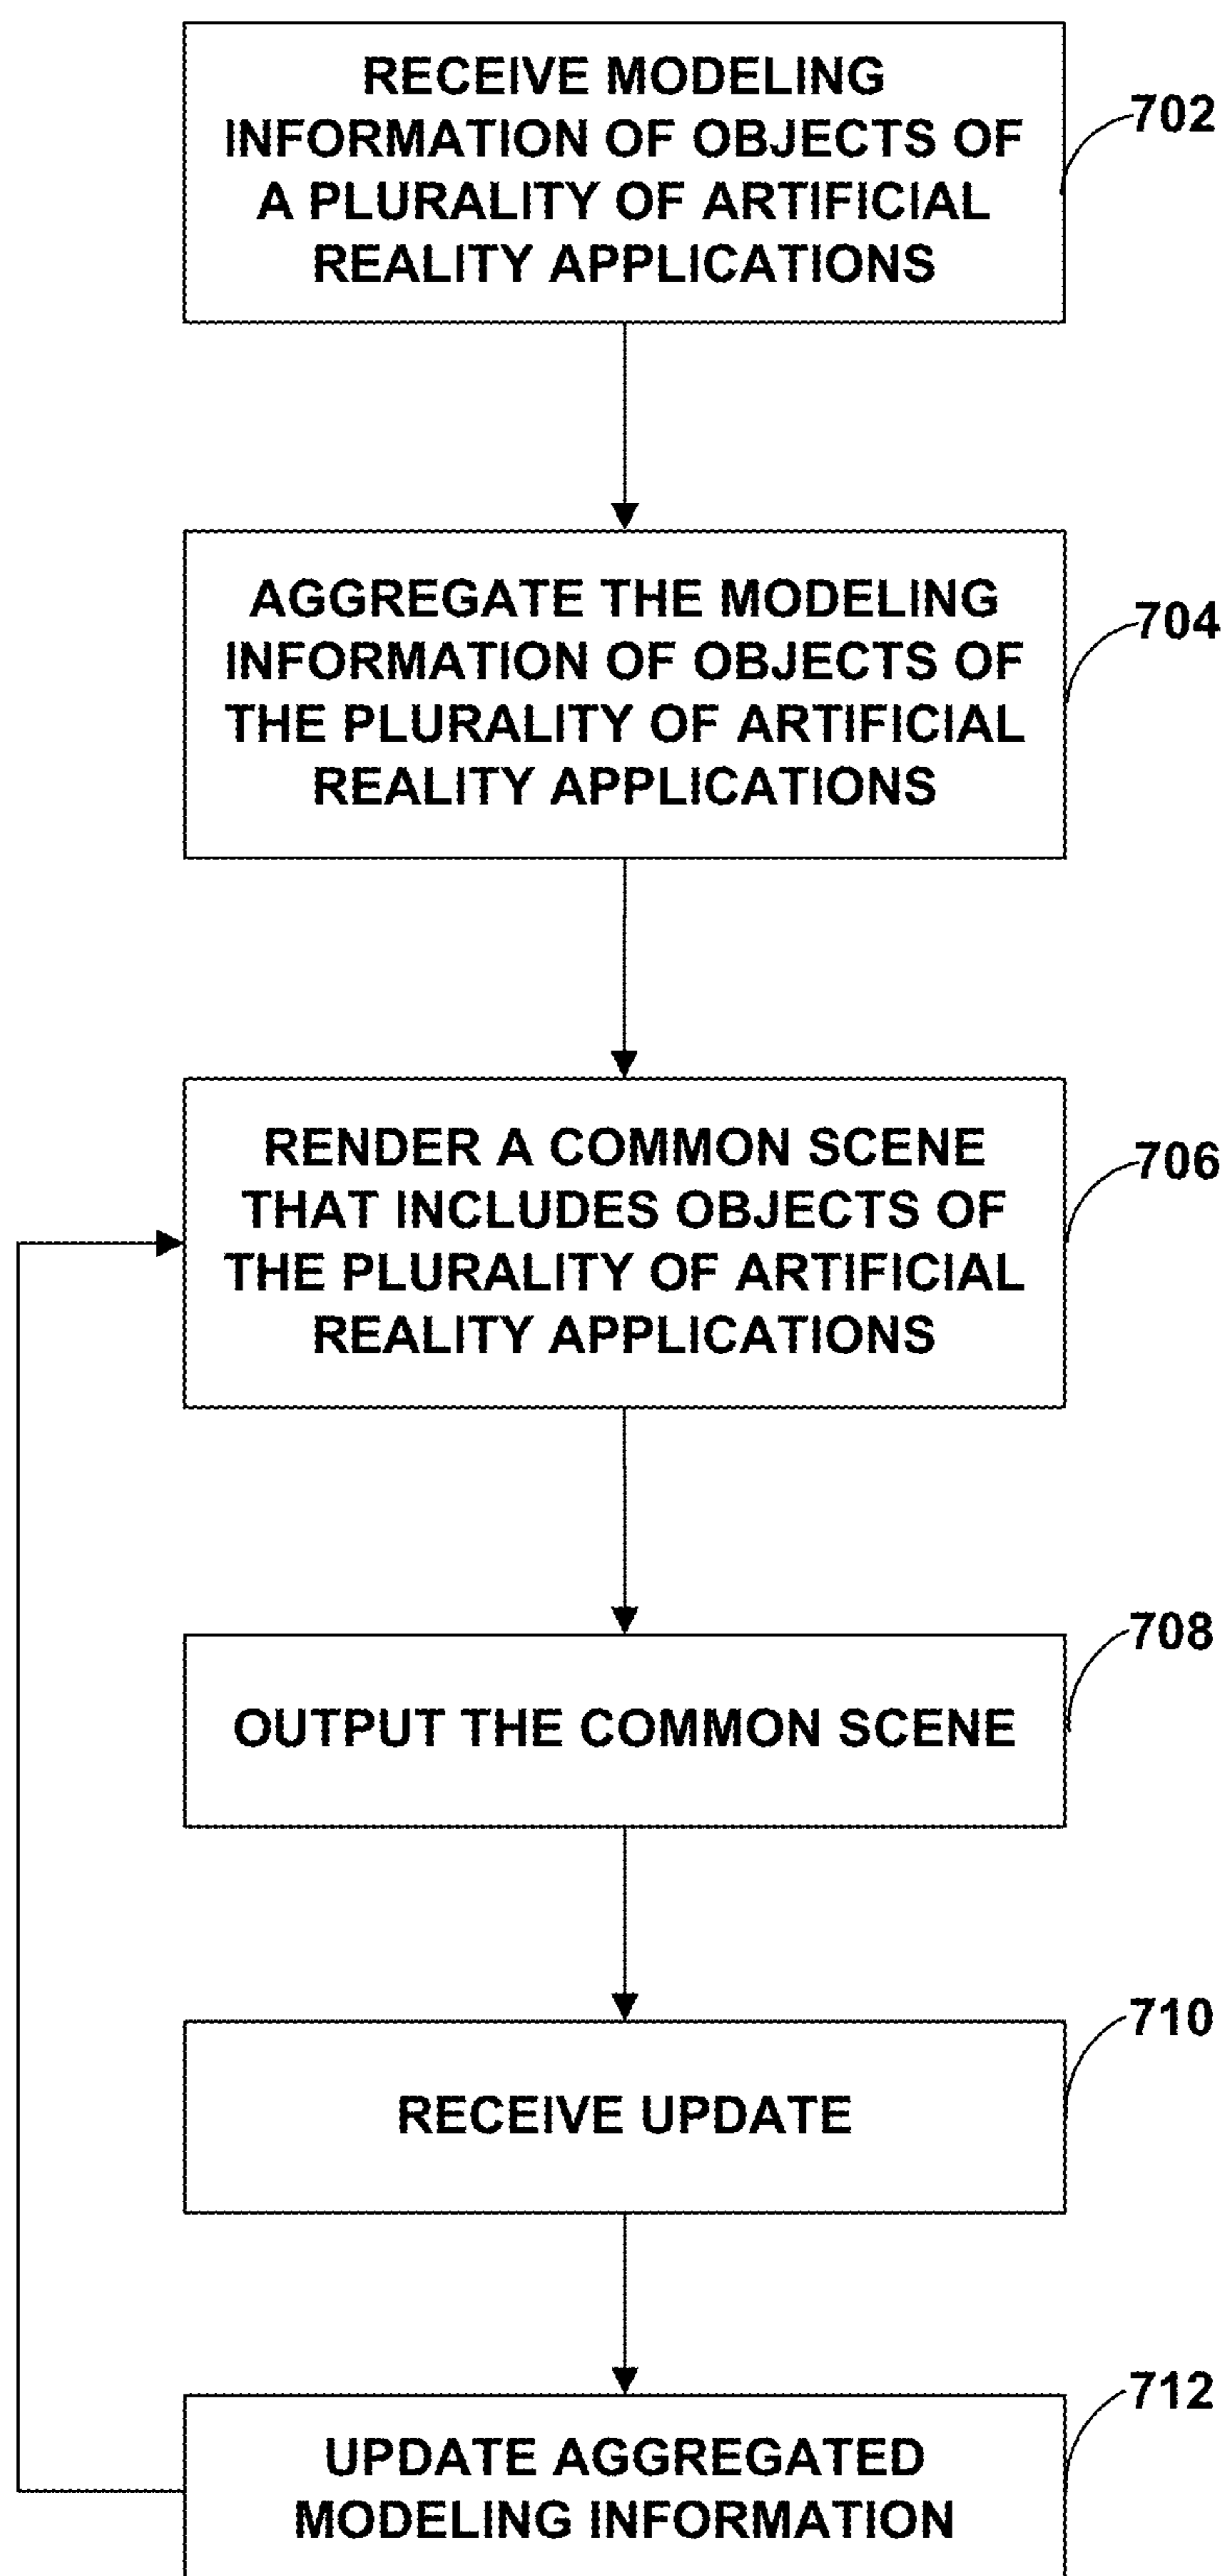 RECEIVE MODELING
INFORMATION OF OBJECTS OF
A PLURALITY OF ARTIFICIAL
REALITY APPLICATIONS
702
AGGREGATE THE MODELING
INFORMATION OF OBJECTS OF
THE PLURALITY OF ARTIFICIAL
REALITY APPLICATIONS
704
RENDER A COMMON SCENE
THAT INCLUDES OBJECTS OF
THE PLURALITY OF ARTIFICIAL
REALITY APPLICATIONS
706
OUTPUT THE COMMON SCENE
708
RECEIVE UPDATE
710
UPDATE AGGREGATED
MODELING INFORMATION
712